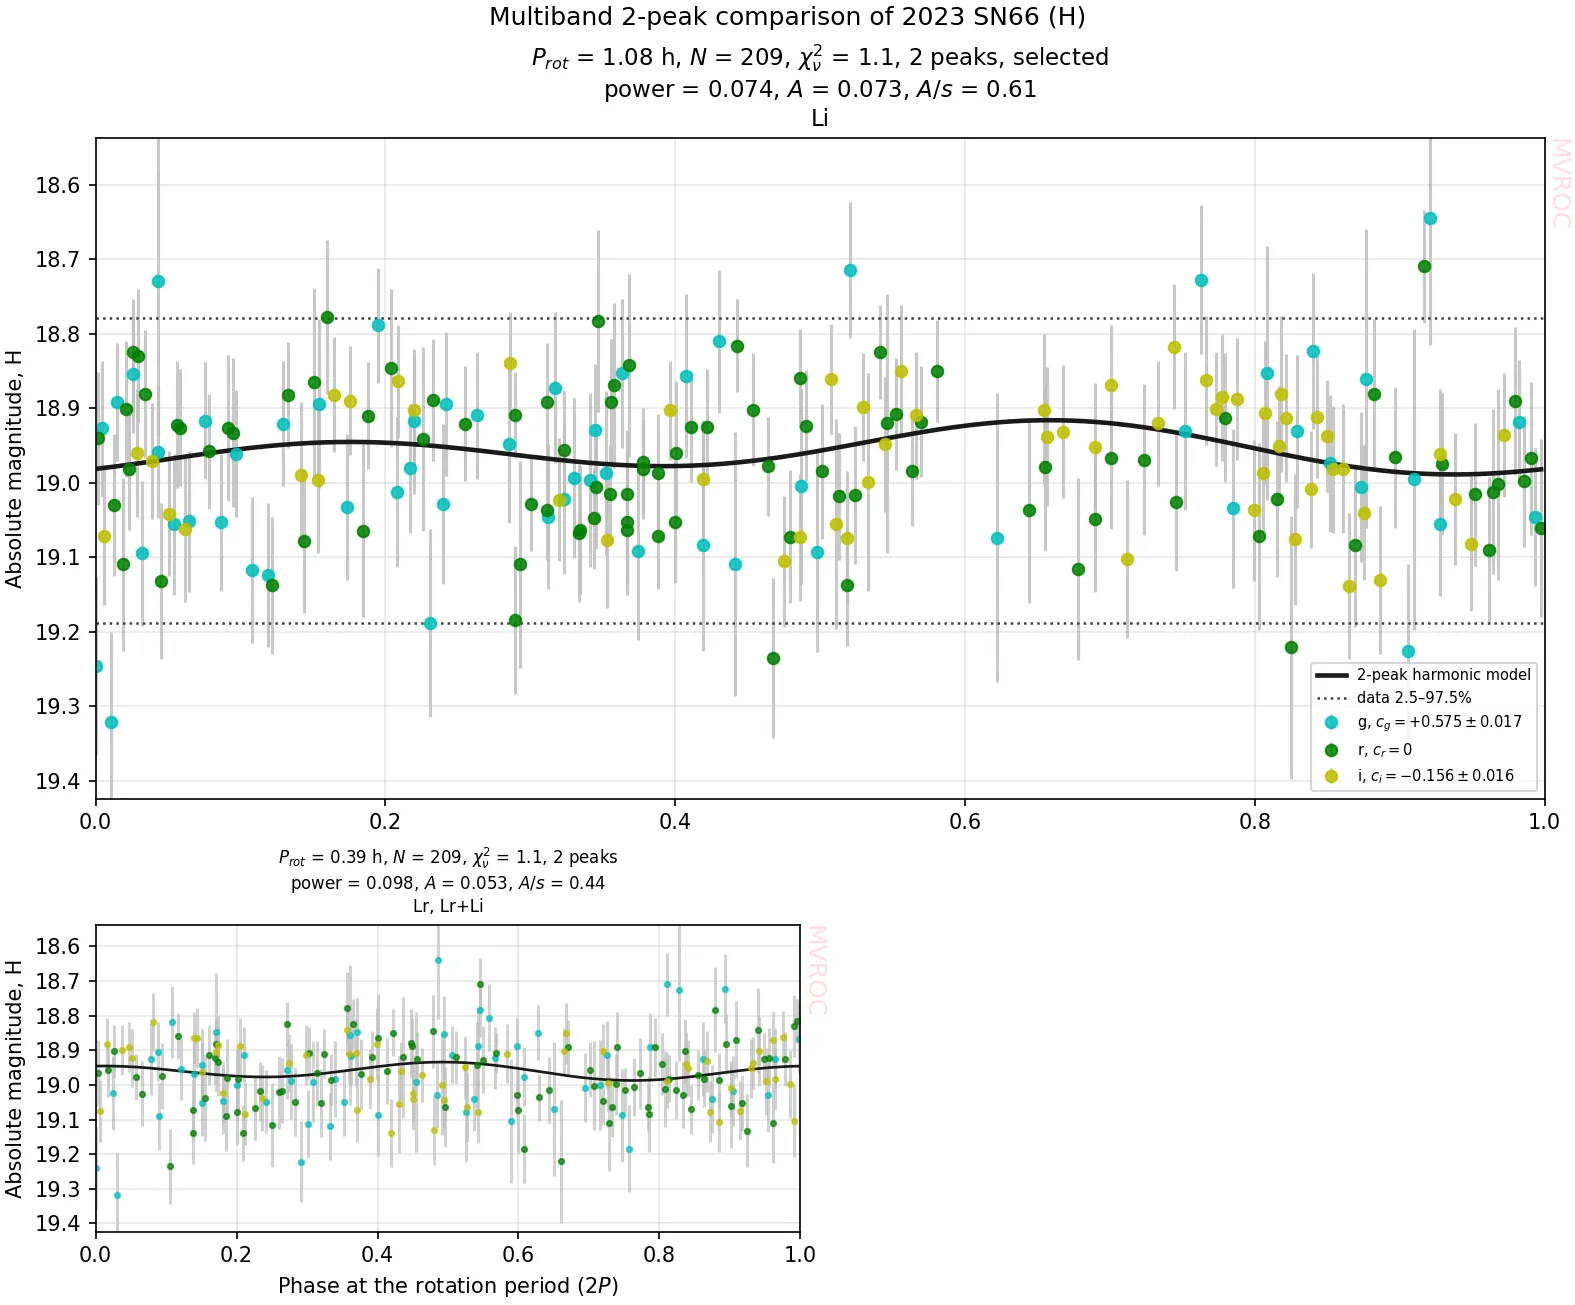 Multiband 2-peak comparison of 2023 SN66 (H)
P_rot = 1.08 h, N = 209, χ²_ν = 1.1, 2 peaks, selected
power = 0.074, A = 0.073, A/s = 0.61
Li
MVROC
Absolute magnitude, H
18.6
18.7
18.8
18.9
19.0
19.1
19.2
19.3
19.4
2-peak harmonic model
data 2.5–97.5%
g, c_g = +0.575 ± 0.017
r, c_r = 0
i, c_i = −0.156 ± 0.016
0.0 0.2 0.4 0.6 0.8 1.0
P_rot = 0.39 h, N = 209, χ²_ν = 1.1, 2 peaks
power = 0.098, A = 0.053, A/s = 0.44
Lr, Lr+Li
MVROC
Absolute magnitude, H
18.6
18.7
18.8
18.9
19.0
19.1
19.2
19.3
19.4
0.0 0.2 0.4 0.6 0.8 1.0
Phase at the rotation period (2P)